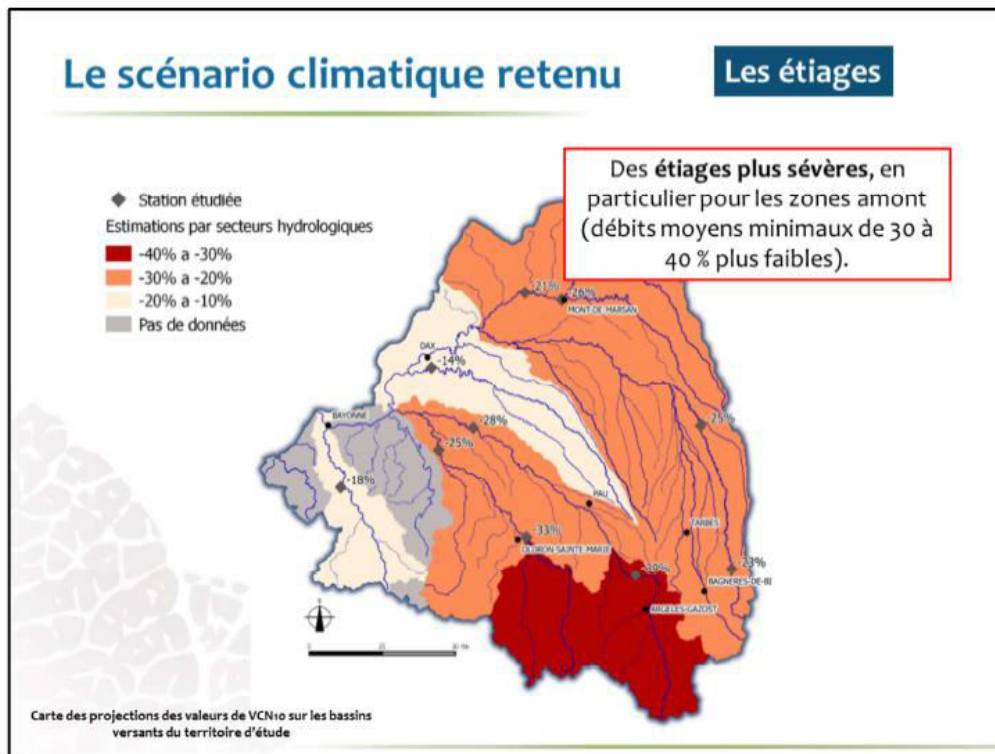 Le scénario climatique retenu
Les étiages
Des étiages plus sévères, en
particulier pour les zones amont
(débits moyens minimaux de 30 à
40 % plus faibles).
Station étudiée
Estimations par secteurs hydrologiques
-40% a -30%
-30% a -20%
-20% a -10%
Pas de données
-21%
-26%
MONT-DE-MARSAN
DAX
-14%
BAYONNE
-28%
-25%
-25%
-18%
PAU
TARBES
-33%
OLORON-SAINTE-MARIE
-39%
-23%
BAGNERES-DE-BI
ARGELES-GAZOST
Carte des projections des valeurs de VCN10 sur les bassins
versants du territoire d'étude